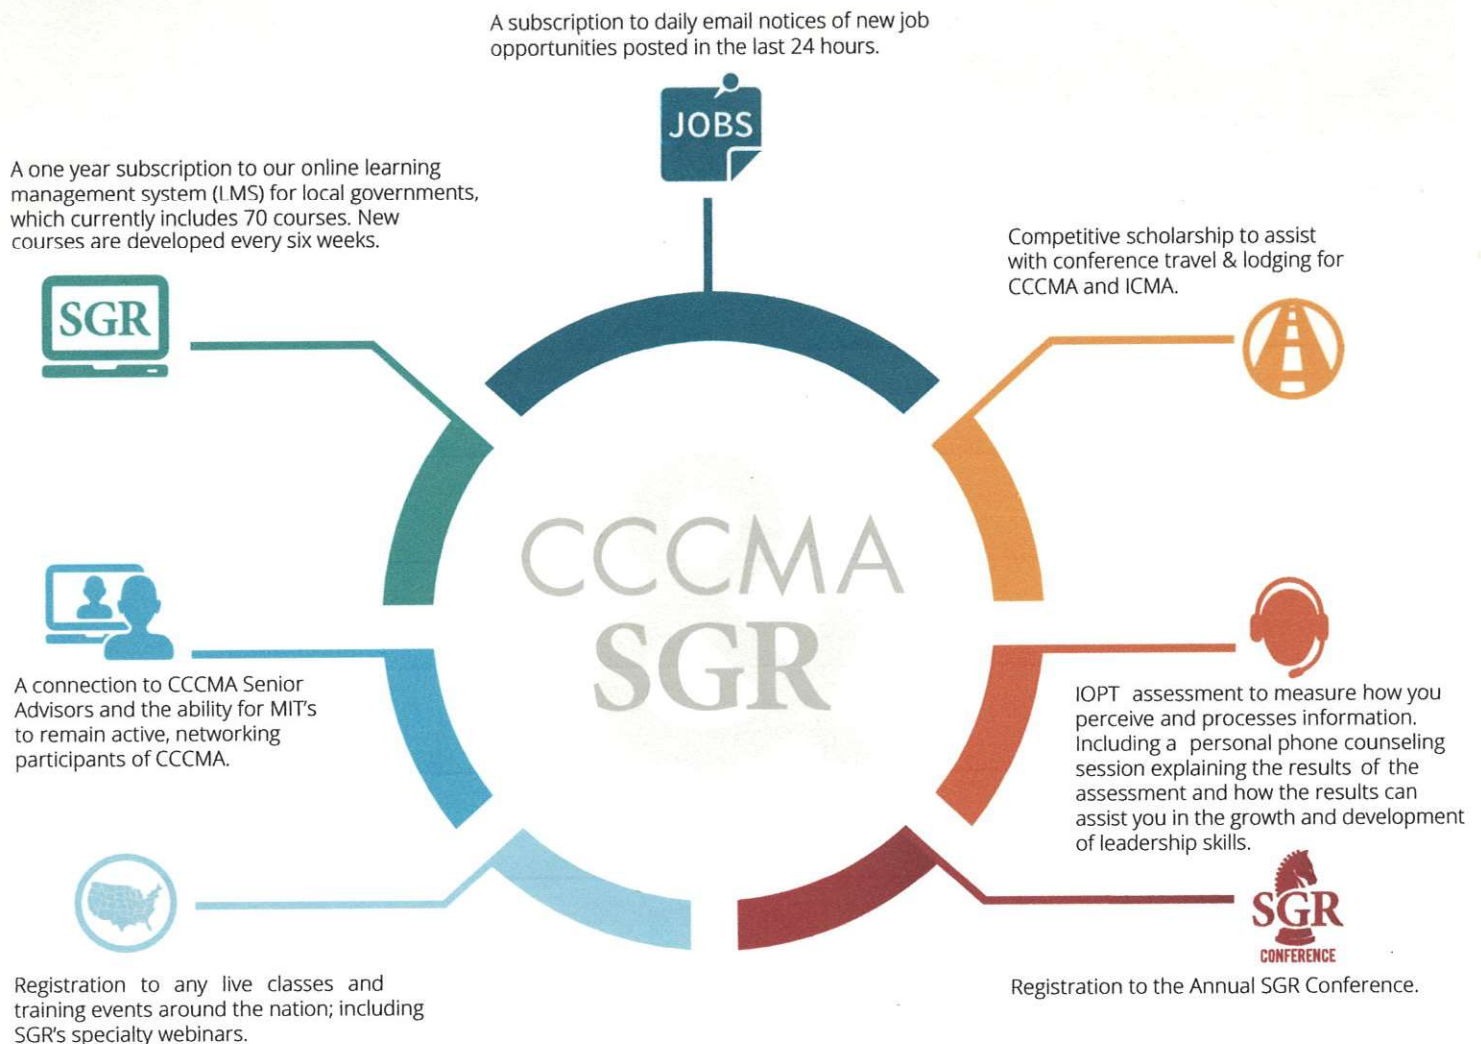 A subscription to daily email notices of new job
opportunities posted in the last 24 hours.
JOBS
A one year subscription to our online learning
management system (LMS) for local governments,
which currently includes 70 courses. New
courses are developed every six weeks.
SGR
Competitive scholarship to assist
with conference travel & lodging for
CCCMA and ICMA.
&
CCCMA
SGR
A connection to CCCMA Senior
Advisors and the ability for MIT's
to remain active, networking
participants of CCCMA.
IOPT assessment to measure how you
perceive and processes information.
Including a personal phone counseling
session explaining the results of the
assessment and how the results can
assist you in the growth and development
of leadership skills.
Registration to any live classes and
training events around the nation; including
SGR's specialty webinars.
SGR
CONFERENCE
Registration to the Annual SGR Conference.